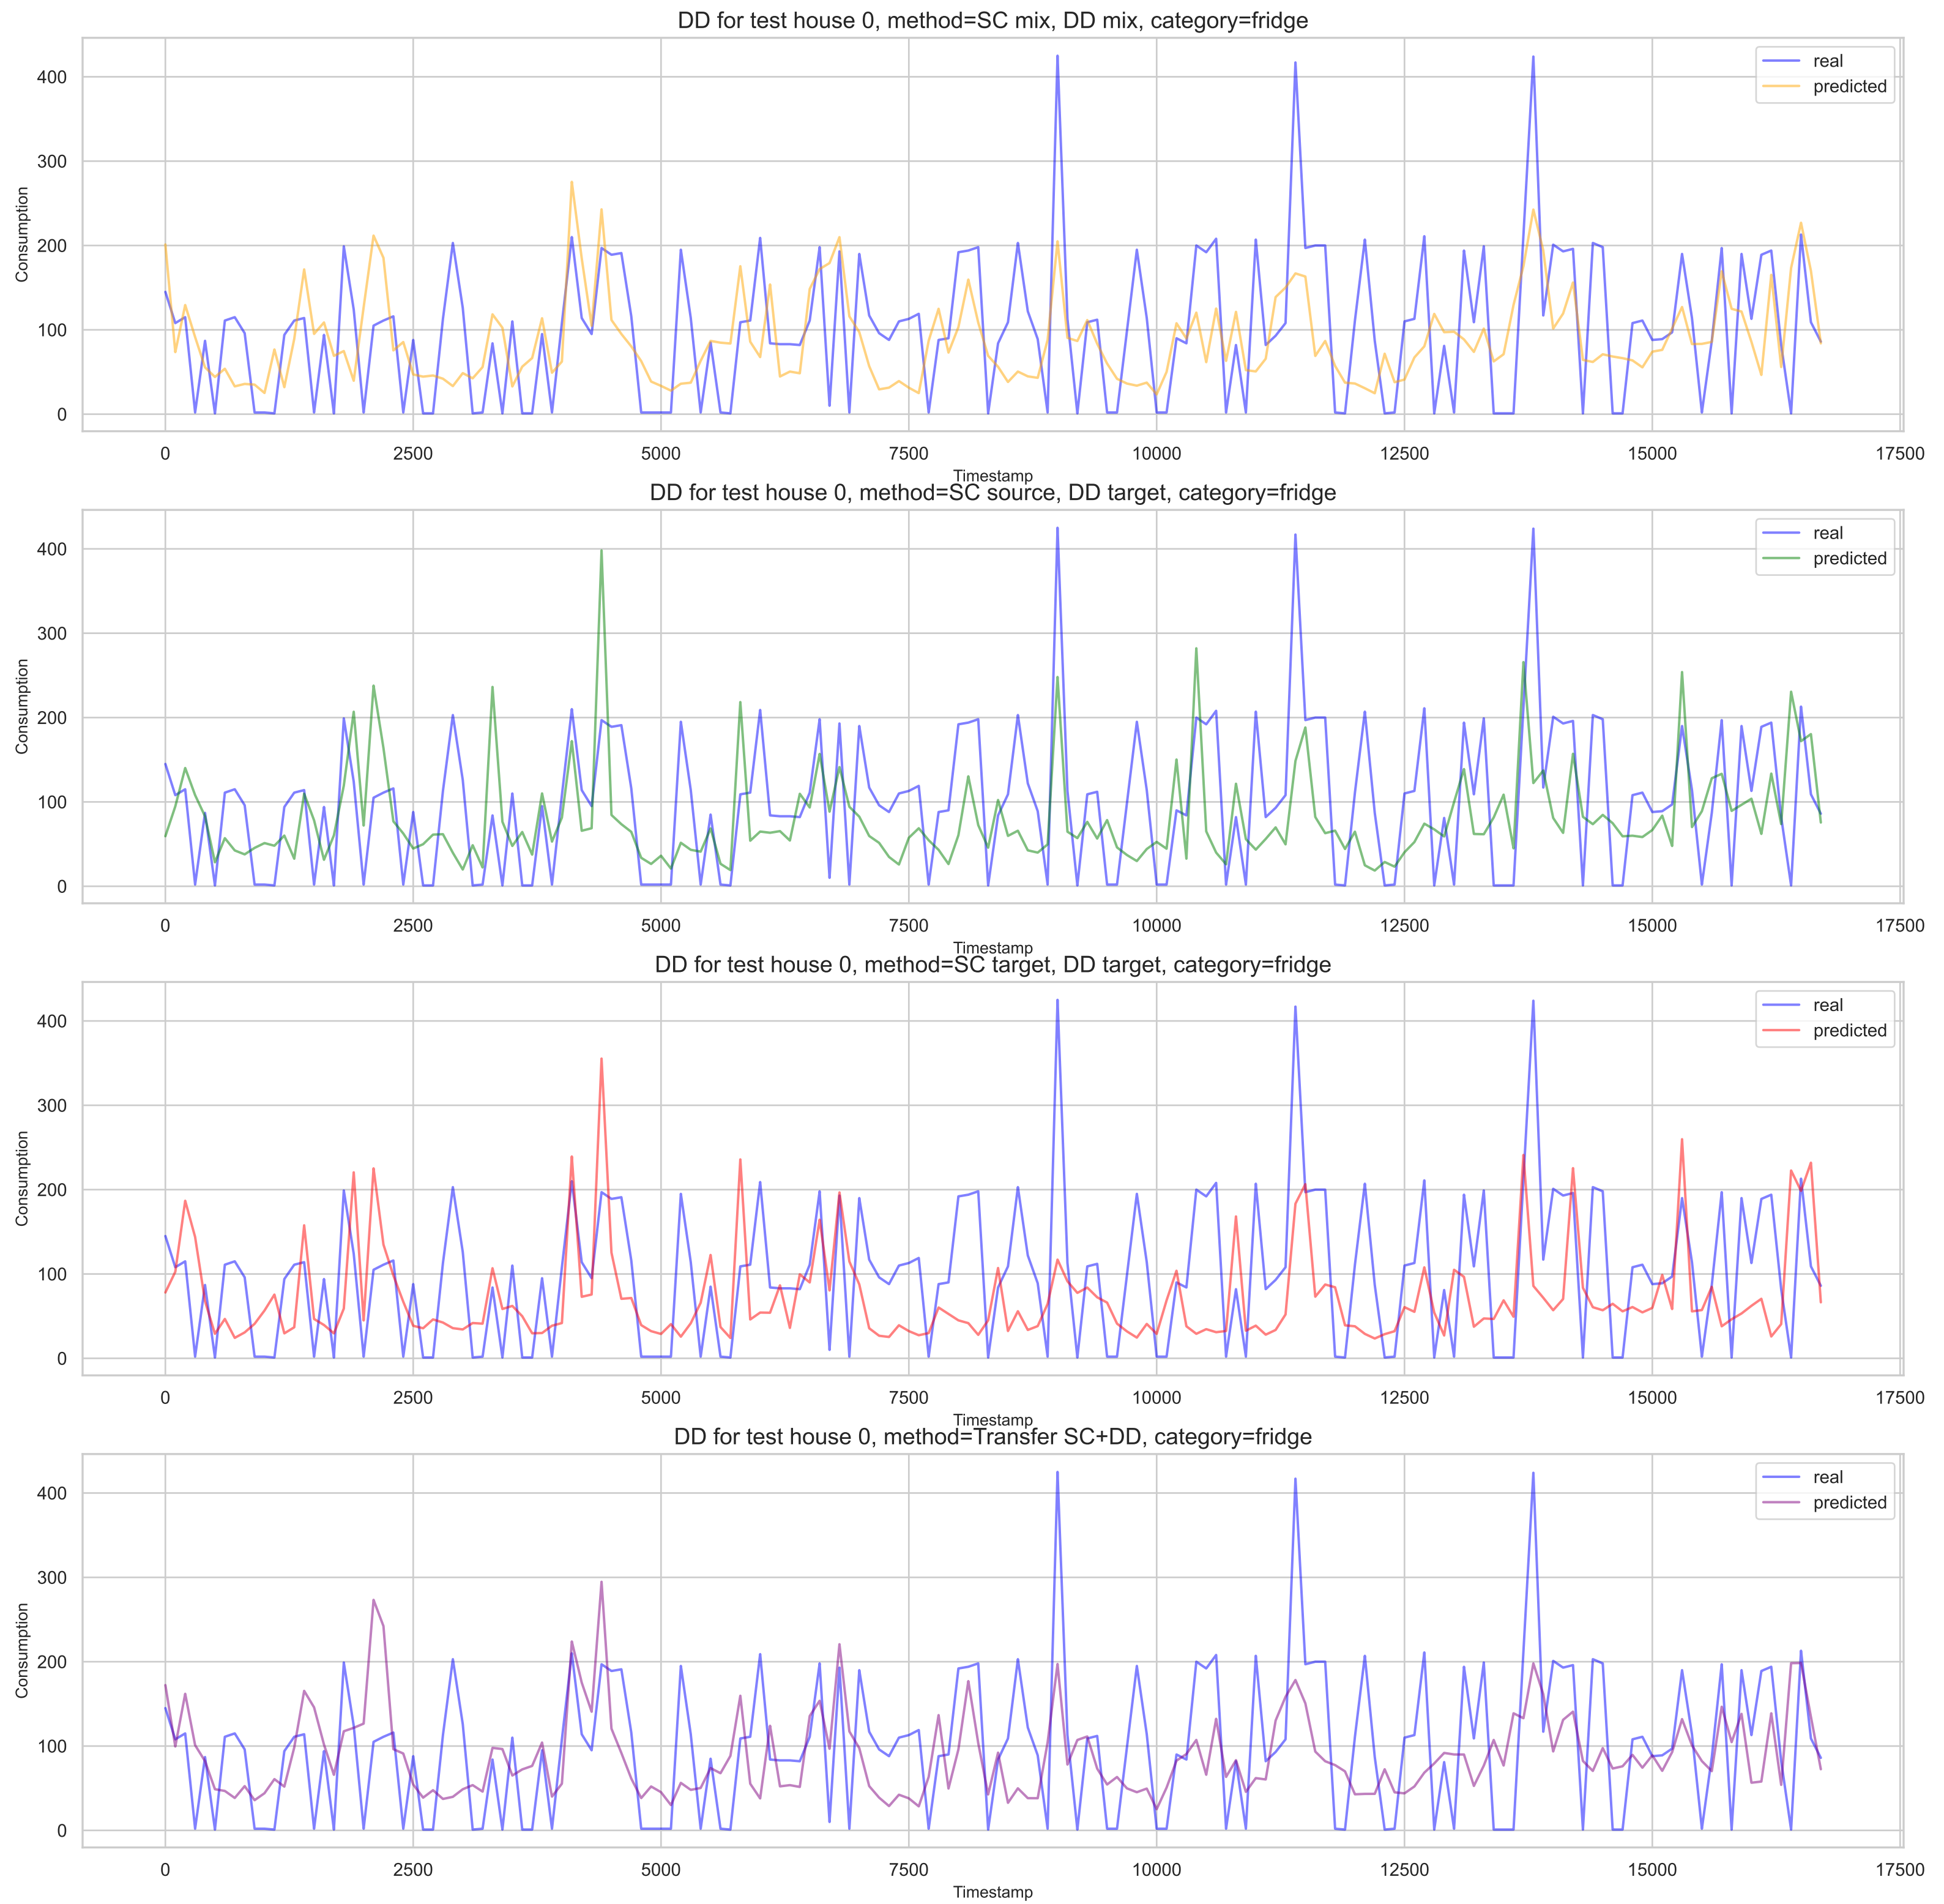 DD for test house 0, method=SC mix, DD mix, category=fridge
real
predicted
Consumption
400
300
200
100
0
0 2500 5000 7500 10000 12500 15000 17500
Timestamp
DD for test house 0, method=SC source, DD target, category=fridge
real
predicted
Consumption
400
300
200
100
0
0 2500 5000 7500 10000 12500 15000 17500
Timestamp
DD for test house 0, method=SC target, DD target, category=fridge
real
predicted
Consumption
400
300
200
100
0
0 2500 5000 7500 10000 12500 15000 17500
Timestamp
DD for test house 0, method=Transfer SC+DD, category=fridge
real
predicted
Consumption
400
300
200
100
0
0 2500 5000 7500 10000 12500 15000 17500
Timestamp